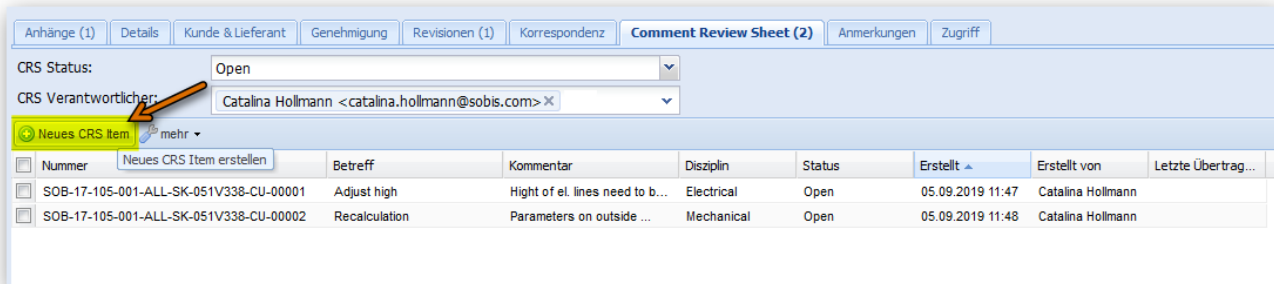 Anhänge (1) Details Kunde & Lieferant Genehmigung Revisionen (1) Korrespondenz Comment Review Sheet (2) Anmerkungen Zugriff
CRS Status: Open
CRS Verantwortlicher: Catalina Hollmann <catalina.hollmann@sobis.com>
Neues CRS Item mehr
Neues CRS Item erstellen
Nummer Betreff Kommentar Disziplin Status Erstellt Erstellt von Letzte Übertrag...
SOB-17-105-001-ALL-SK-051V338-CU-00001 Adjust high Hight of el. lines need to b... Electrical Open 05.09.2019 11:47 Catalina Hollmann
SOB-17-105-001-ALL-SK-051V338-CU-00002 Recalculation Parameters on outside ... Mechanical Open 05.09.2019 11:48 Catalina Hollmann